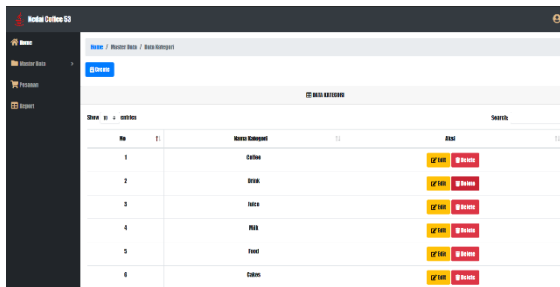 Kedai Coffee 53
Home
Master Data
Pesanan
Report
Home / Master Data / Data Kategori
Create
DATA KATEGORI
Show 10 entries
Search:
No Nama Kategori Aksi
1 Coffee Edit Delete
2 Drink Edit Delete
3 Juice Edit Delete
4 Milk Edit Delete
5 Food Edit Delete
6 Cakes Edit Delete